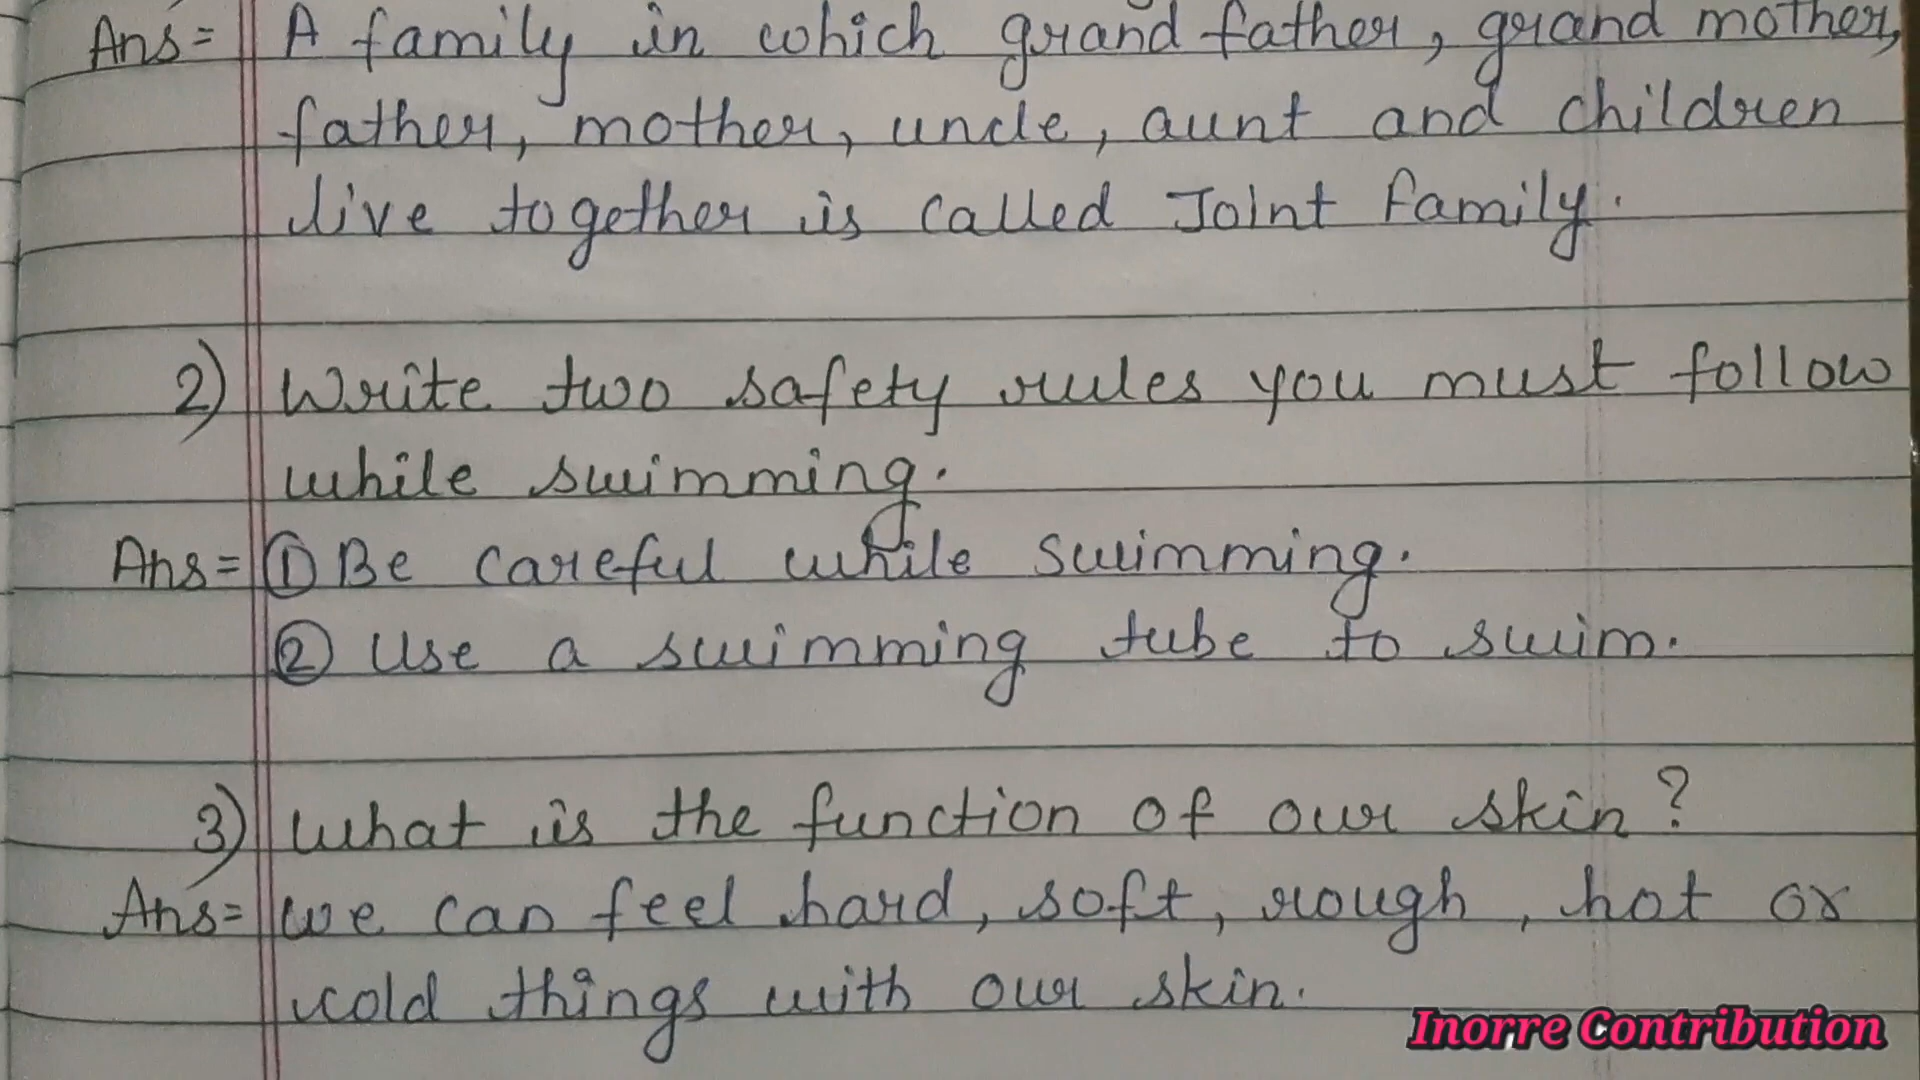 Ans= A family in which grand father, grand mother,
father, mother, uncle, aunt and children
live together is called Joint Family.
2) Write two safety rules you must follow
while swimming.
Ans= ① Be careful while swimming.
② Use a swimming tube to swim.
3) What is the function of our skin?
Ans= We can feel hard, soft, rough, hot or
cold things with our skin.
Inorre Contribution